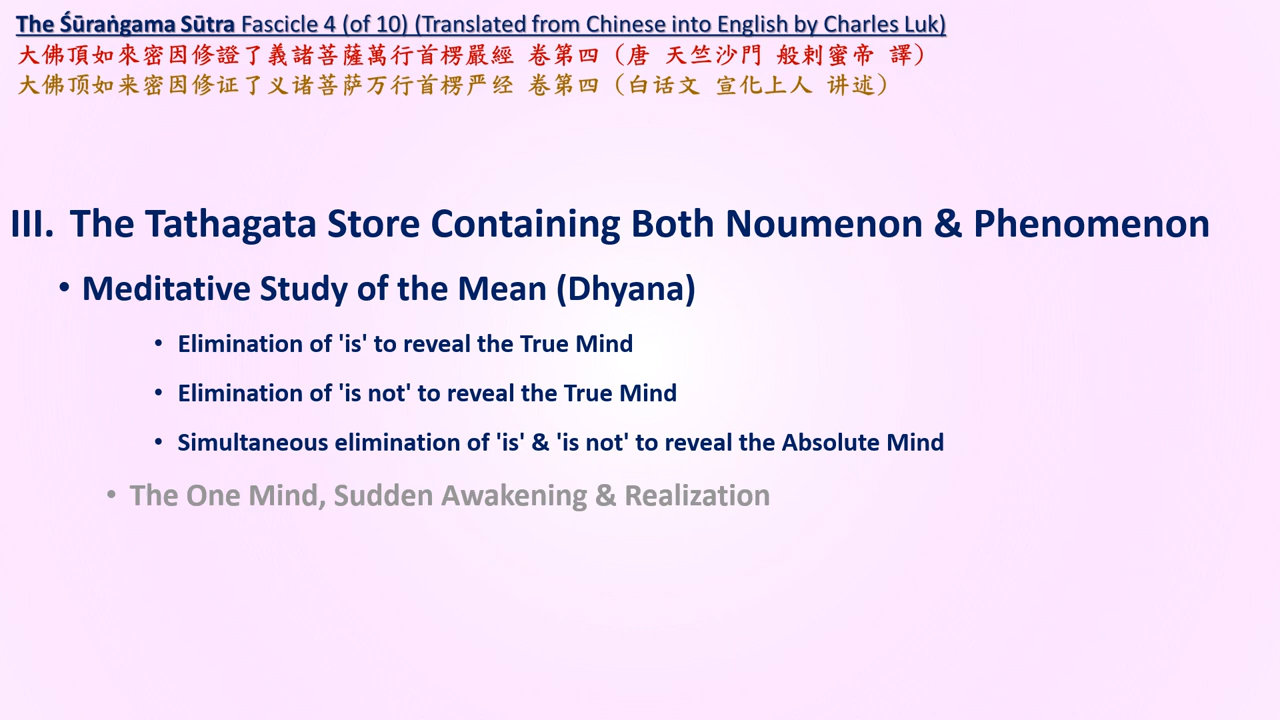 The Śūraṅgama Sūtra Fascicle 4 (of 10) (Translated from Chinese into English by Charles Luk)
大佛頂如來密因修證了義諸菩薩萬行首楞嚴經 卷第四（唐 天竺沙門 般剌蜜帝 譯）
大佛顶如来密因修证了义诸菩萨万行首楞严经 卷第四（白话文 宣化上人 讲述）
III. The Tathagata Store Containing Both Noumenon & Phenomenon
• Meditative Study of the Mean (Dhyana)
• Elimination of 'is' to reveal the True Mind
• Elimination of 'is not' to reveal the True Mind
• Simultaneous elimination of 'is' & 'is not' to reveal the Absolute Mind
• The One Mind, Sudden Awakening & Realization